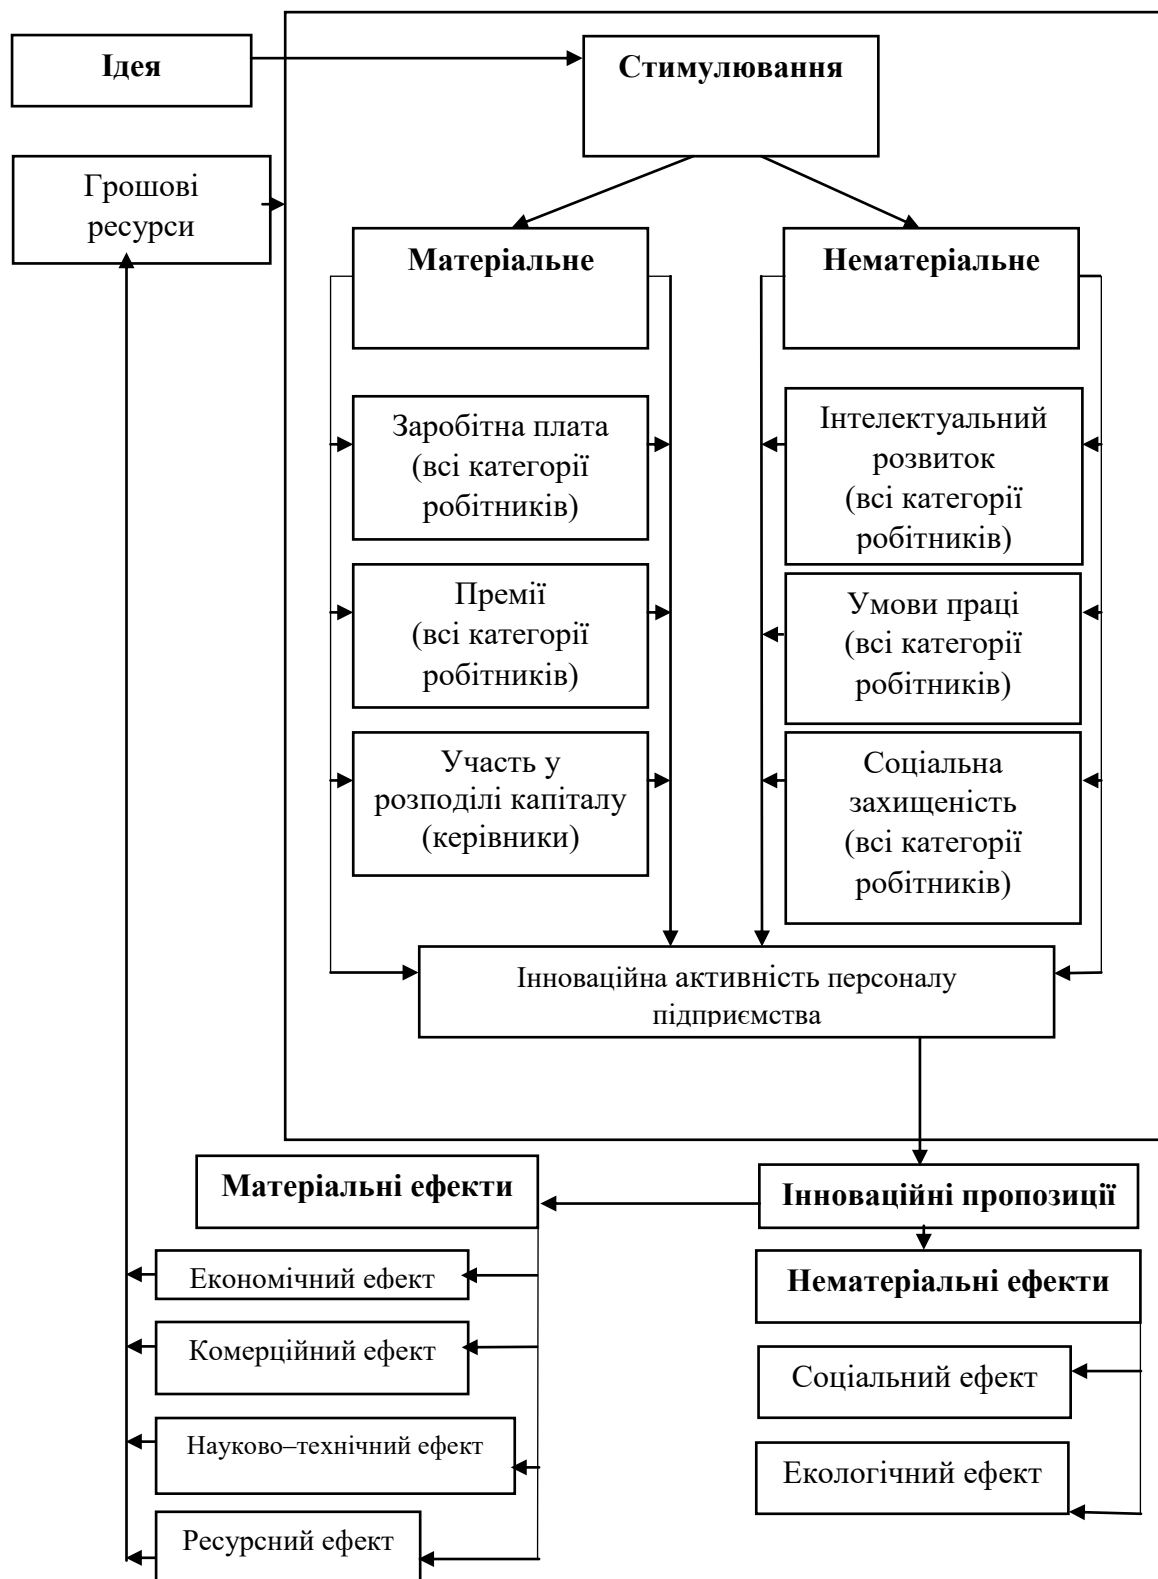 Ідея
Стимулювання
Грошові
ресурси
Матеріальне
Нематеріальне
Заробітна плата
(всі категорії
робітників)
Інтелектуальний
розвиток
(всі категорії
робітників)
Премії
(всі категорії
робітників)
Умови праці
(всі категорії
робітників)
Участь у
розподілі капіталу
(керівники)
Соціальна
захищеність
(всі категорії
робітників)
Інноваційна активність персоналу
підприємства
Матеріальні ефекти
Інноваційні пропозиції
Економічний ефект
Нематеріальні ефекти
Комерційний ефект
Соціальний ефект
Науково–технічний ефект
Екологічний ефект
Ресурсний ефект